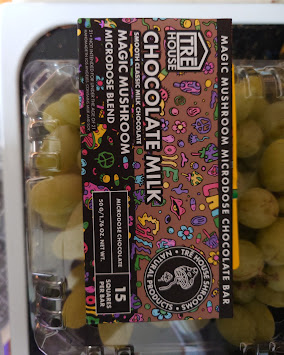 MAGIC MUSHROOM MICRODOSE CHOCOLATE BAR
TRĒ
HOUSE
CHOCOLATE MILK
SMOOTH CLASSIC MILK CHOCOLATE
MAGIC MUSHROOM
MICRODOSE BLEND
MICRODOSE CHOCOLATE
50 G/1.76 OZ. NET WT.
15
SQUARES
PER BAR
TRĒ HOUSE SHROOMS
NATURAL PRODUCTS